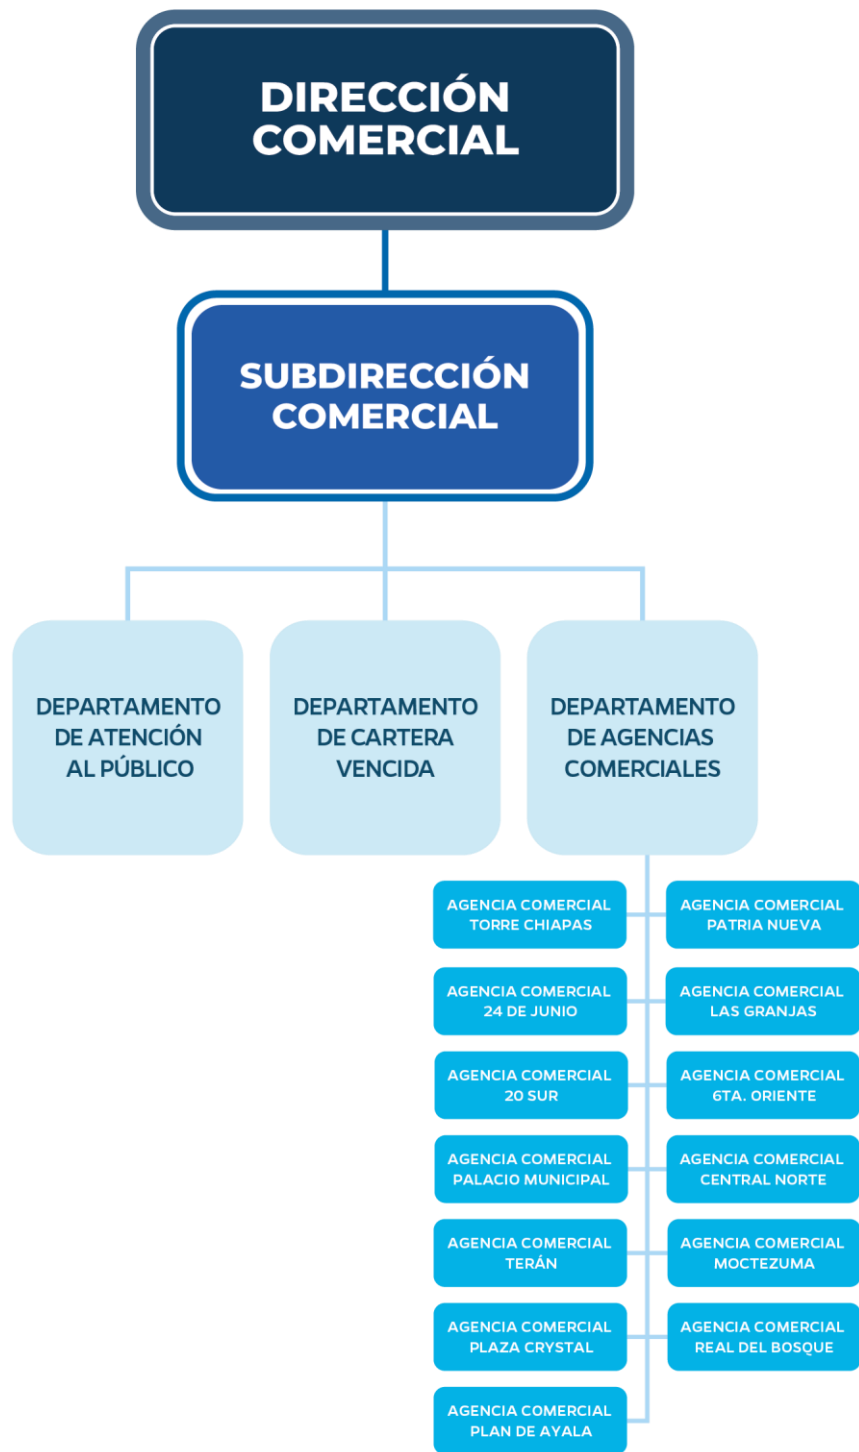 DIRECCIÓN
COMERCIAL
SUBDIRECCIÓN
COMERCIAL
DEPARTAMENTO
DE ATENCIÓN
AL PÚBLICO
DEPARTAMENTO
DE CARTERA
VENCIDA
DEPARTAMENTO
DE AGENCIAS
COMERCIALES
AGENCIA COMERCIAL
TORRE CHIAPAS
AGENCIA COMERCIAL
PATRIA NUEVA
AGENCIA COMERCIAL
24 DE JUNIO
AGENCIA COMERCIAL
LAS GRANJAS
AGENCIA COMERCIAL
20 SUR
AGENCIA COMERCIAL
6TA. ORIENTE
AGENCIA COMERCIAL
PALACIO MUNICIPAL
AGENCIA COMERCIAL
CENTRAL NORTE
AGENCIA COMERCIAL
TERÁN
AGENCIA COMERCIAL
MOCTEZUMA
AGENCIA COMERCIAL
PLAZA CRYSTAL
AGENCIA COMERCIAL
REAL DEL BOSQUE
AGENCIA COMERCIAL
PLAN DE AYALA